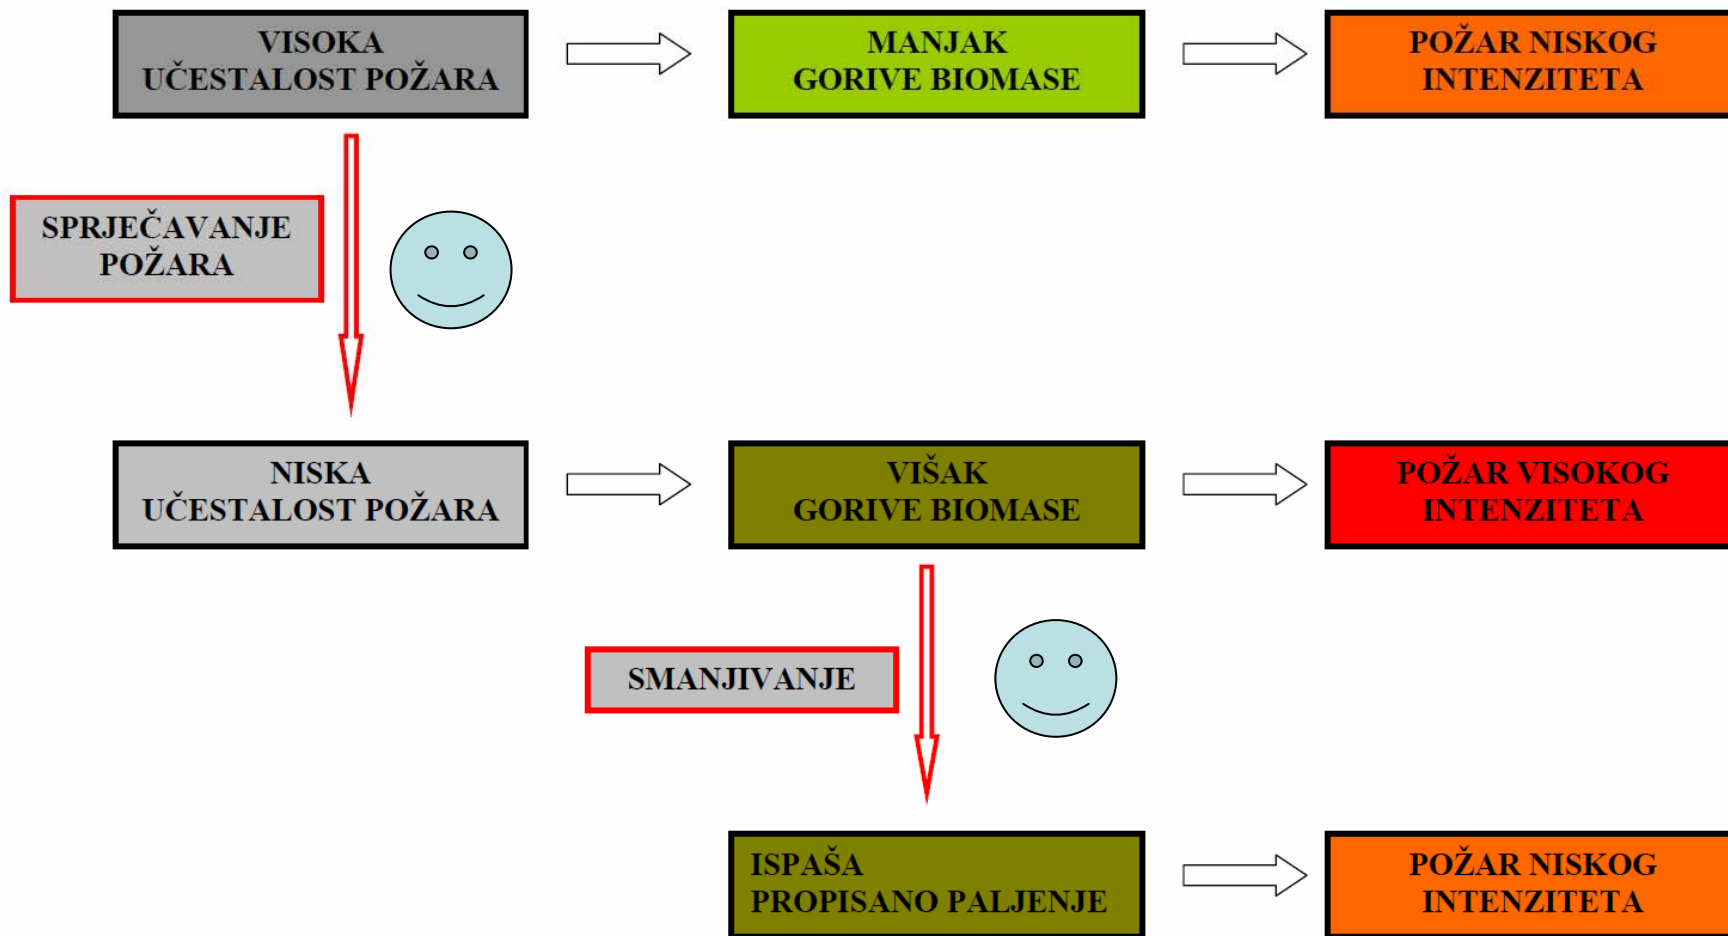 VISOKA
UČESTALOST POŽARA
MANJAK
GORIVE BIOMASE
POŽAR NISKOG
INTENZITETA
SPRJEČAVANJE
POŽARA
NISKA
UČESTALOST POŽARA
VIŠAK
GORIVE BIOMASE
POŽAR VISOKOG
INTENZITETA
SMANJIVANJE
ISPAŠA
PROPISANO PALJENJE
POŽAR NISKOG
INTENZITETA